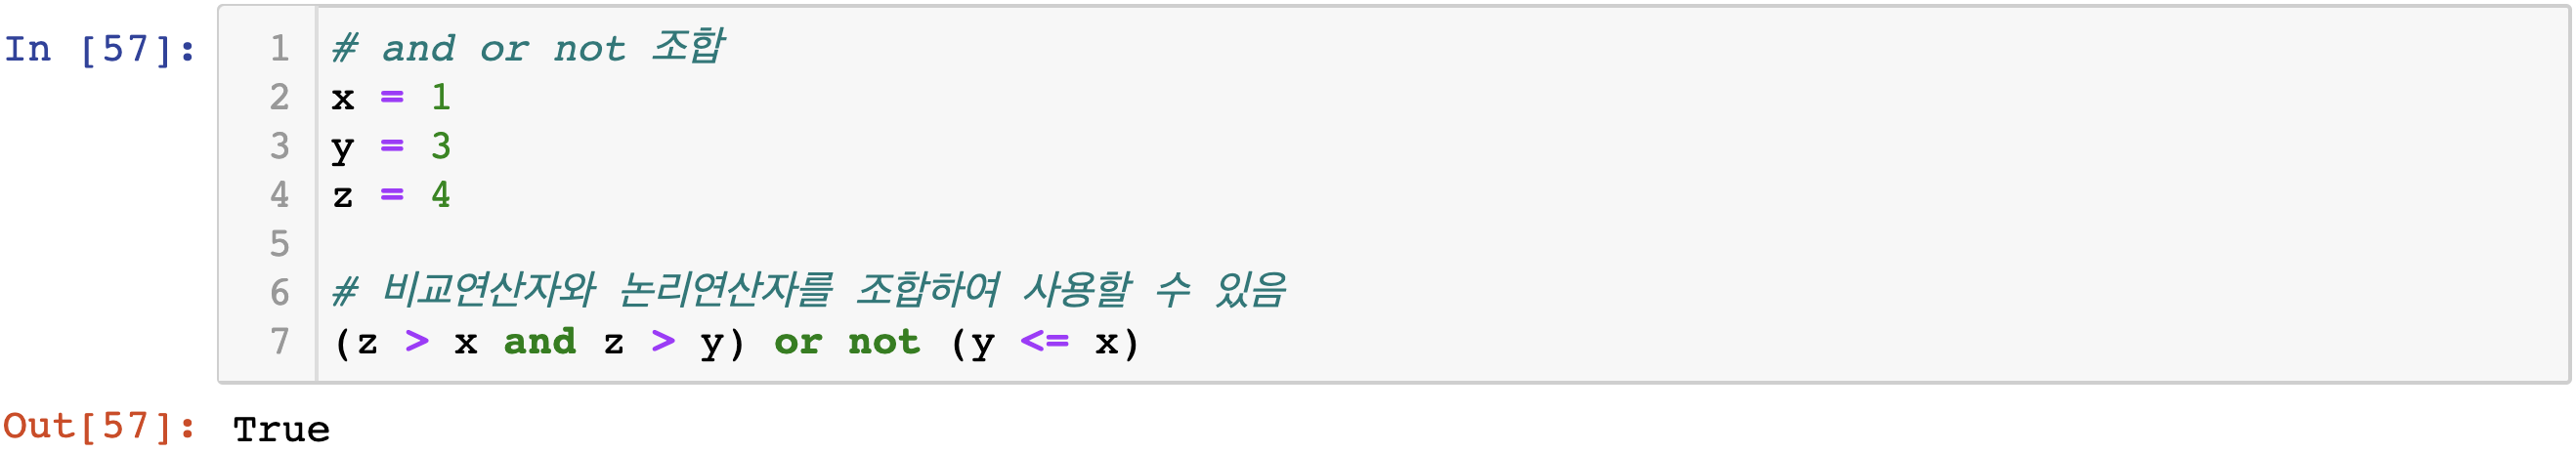 In [57]:
1 # and or not 조합
2 x = 1
3 y = 3
4 z = 4
5
6 # 비교연산자와 논리연산자를 조합하여 사용할 수 있음
7 (z > x and z > y) or not (y <= x)
Out[57]: True